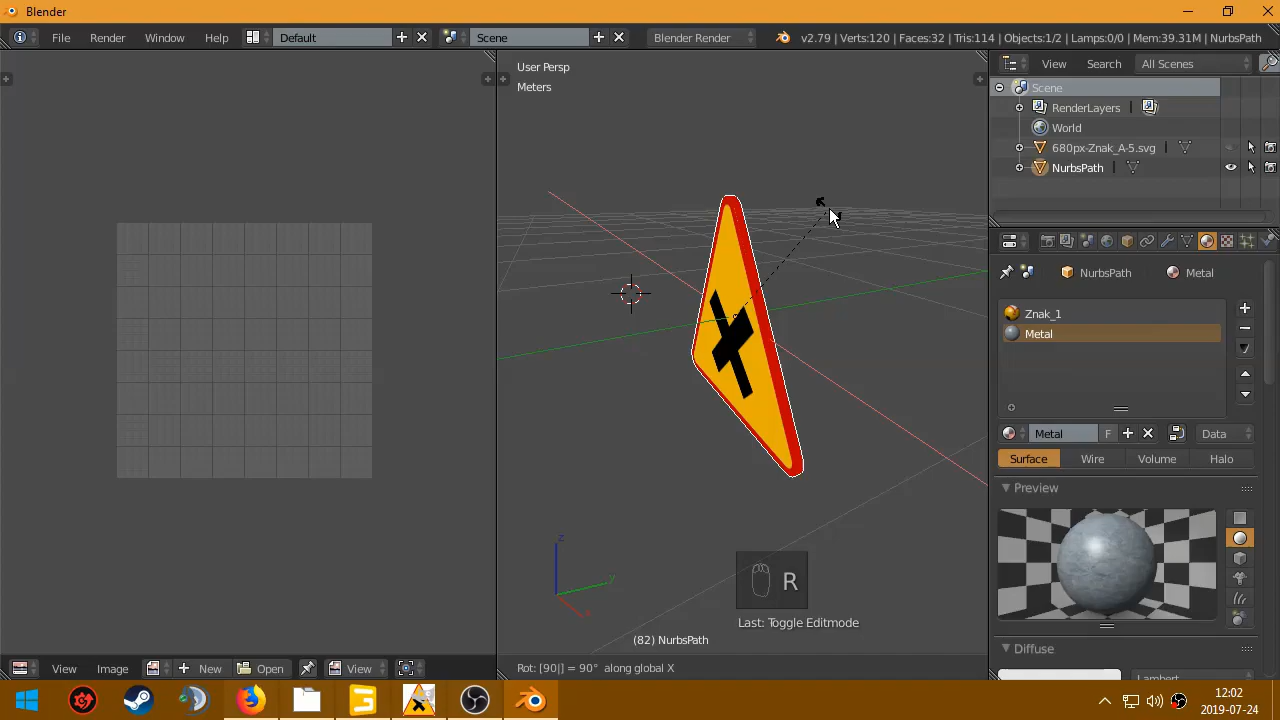 Blender
File Render Window Help Default Scene Blender Render v2.79 | Verts:120 | Faces:32 | Tris:114 | Objects:1/2 | Lamps:0/0 | Mem:39.31M | NurbsPath
User Persp
Meters
View Search All Scenes
Scene
RenderLayers
World
680px-Znak_A-5.svg
NurbsPath
NurbsPath Metal
Znak_1
Metal
Metal F Data
Surface Wire Volume Halo
Preview
R
Last: Toggle Editmode
(82) NurbsPath
z
y
x
Diffuse
View Image New Open View
Rot: [90|] = 90° along global X
Lambert
12:02
2019-07-24